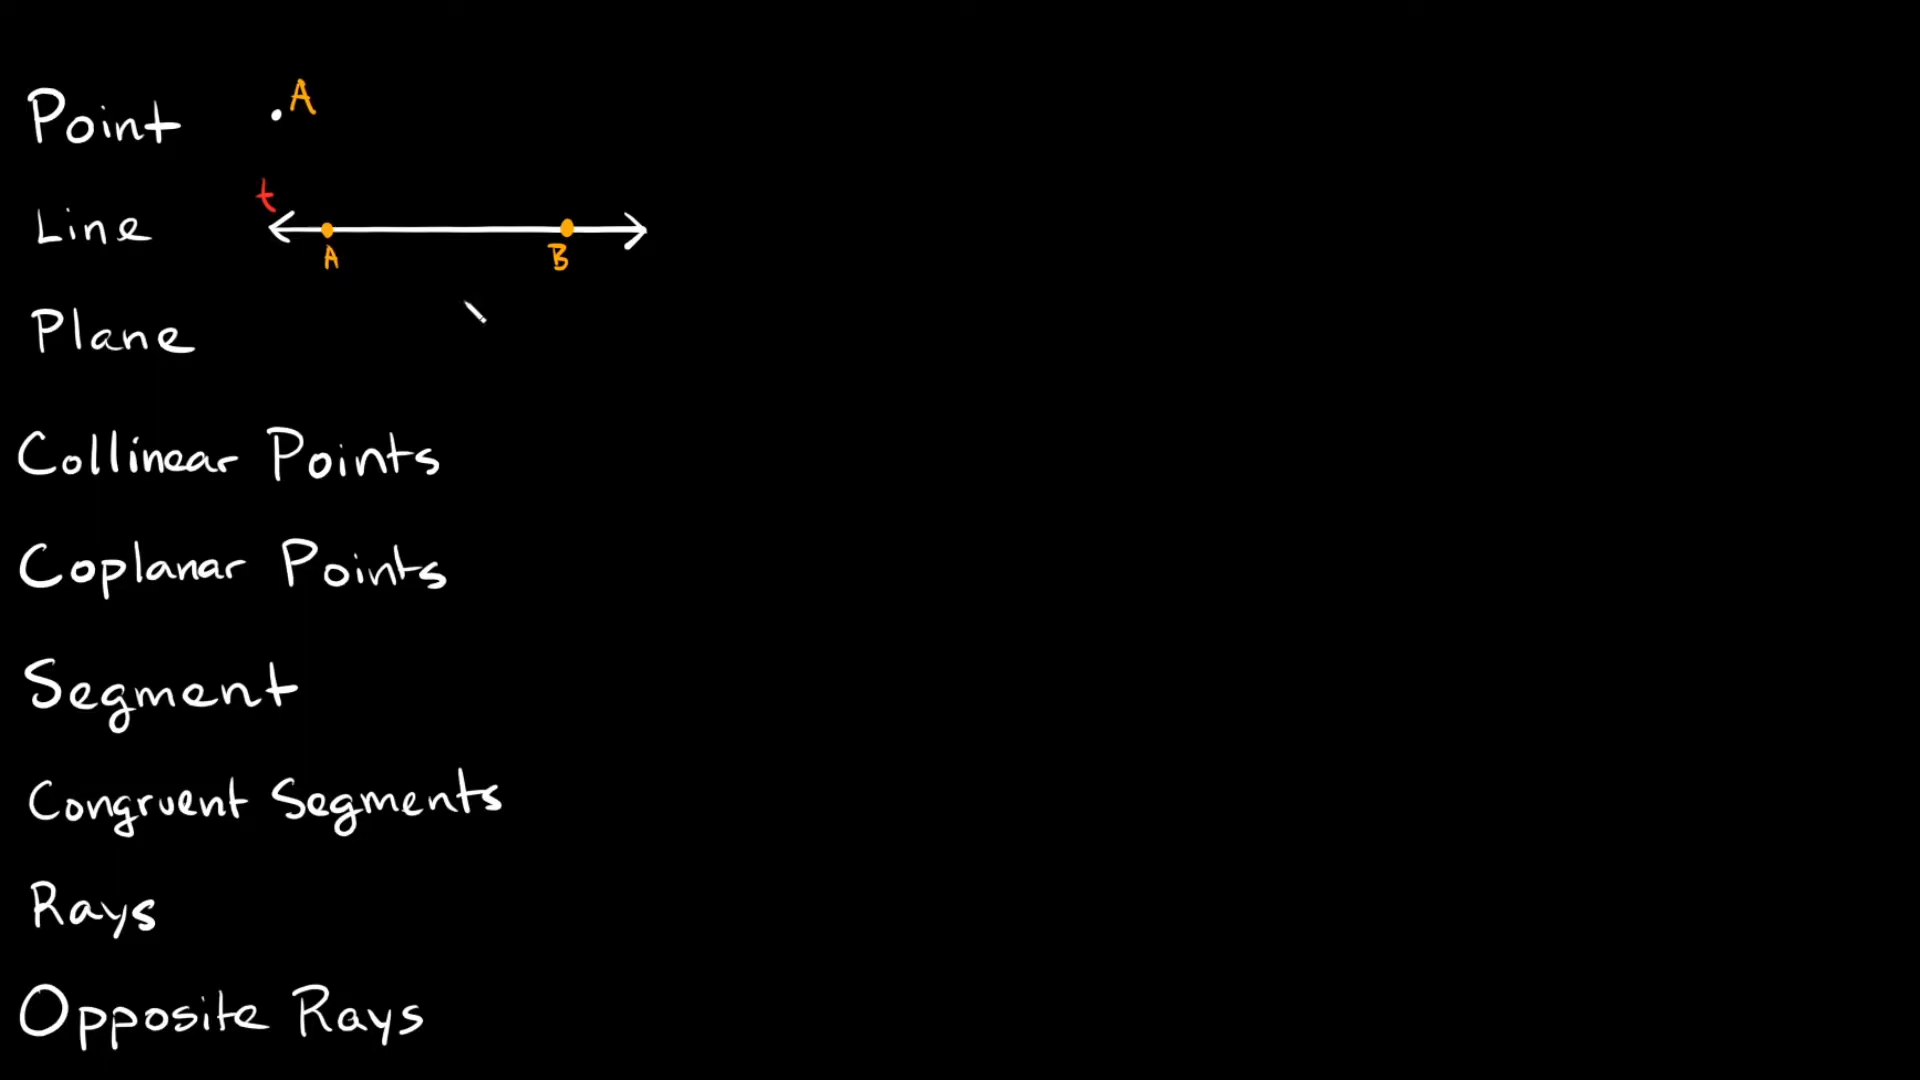 Point A
t
Line
A B
Plane
Collinear Points
Coplanar Points
Segment
Congruent Segments
Rays
Opposite Rays